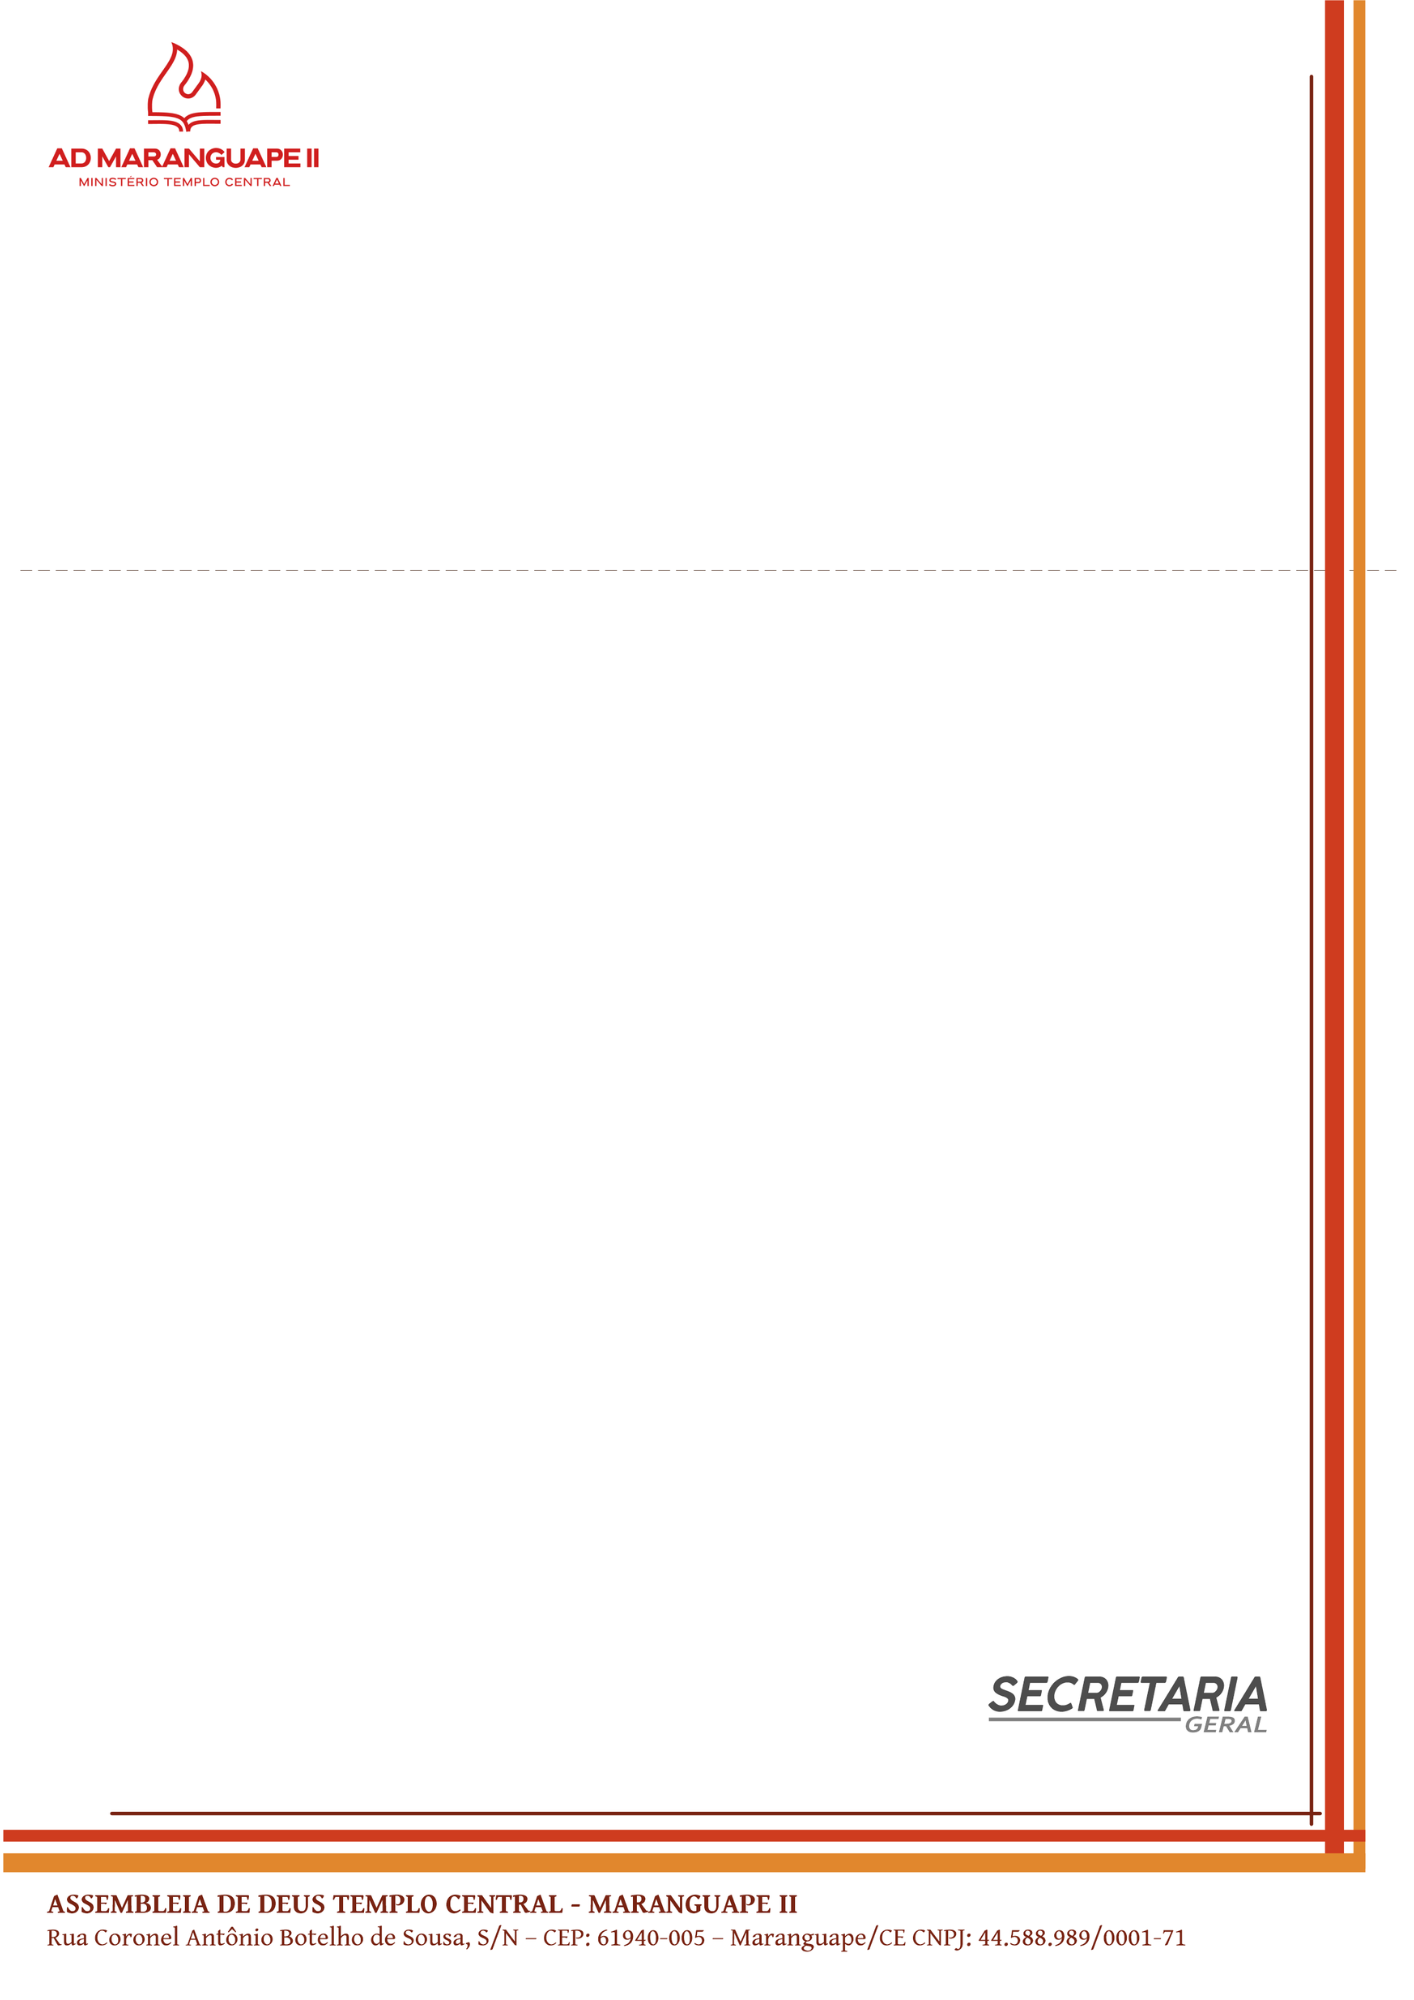 AD MARANGUAPE II
MINISTÉRIO TEMPLO CENTRAL
SECRETARIA
GERAL
ASSEMBLEIA DE DEUS TEMPLO CENTRAL - MARANGUAPE II
Rua Coronel Antônio Botelho de Sousa, S/N – CEP: 61940-005 – Maranguape/CE CNPJ: 44.588.989/0001-71